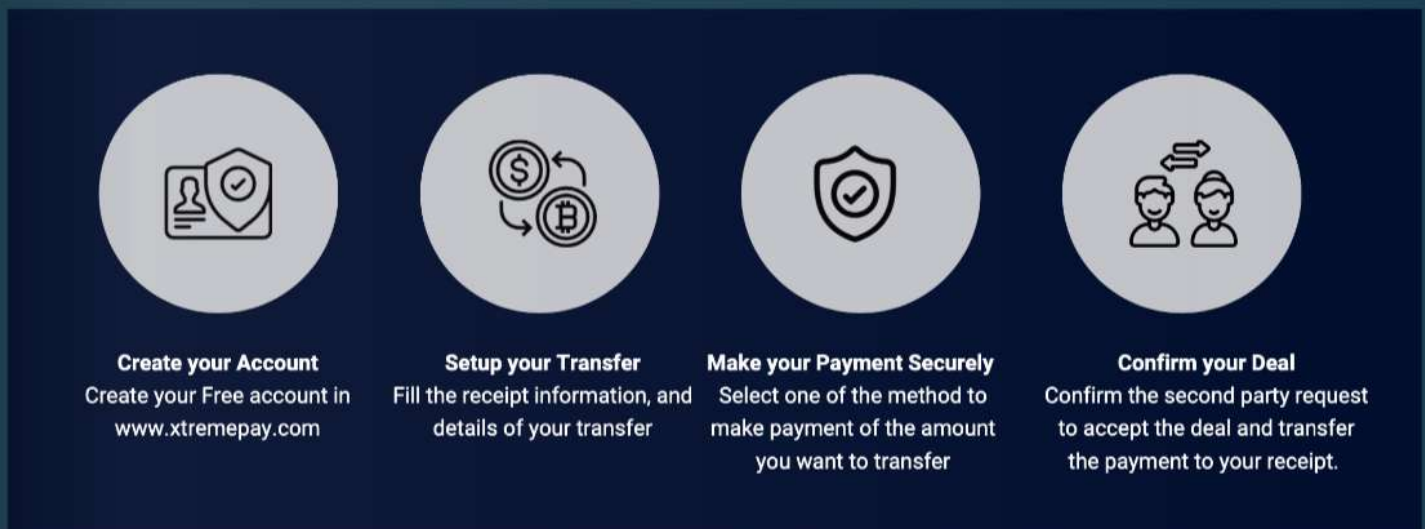 Create your Account
Create your Free account in
www.xtremepay.com
Setup your Transfer
Fill the receipt information, and
details of your transfer
Make your Payment Securely
Select one of the method to
make payment of the amount
you want to transfer
Confirm your Deal
Confirm the second party request
to accept the deal and transfer
the payment to your receipt.